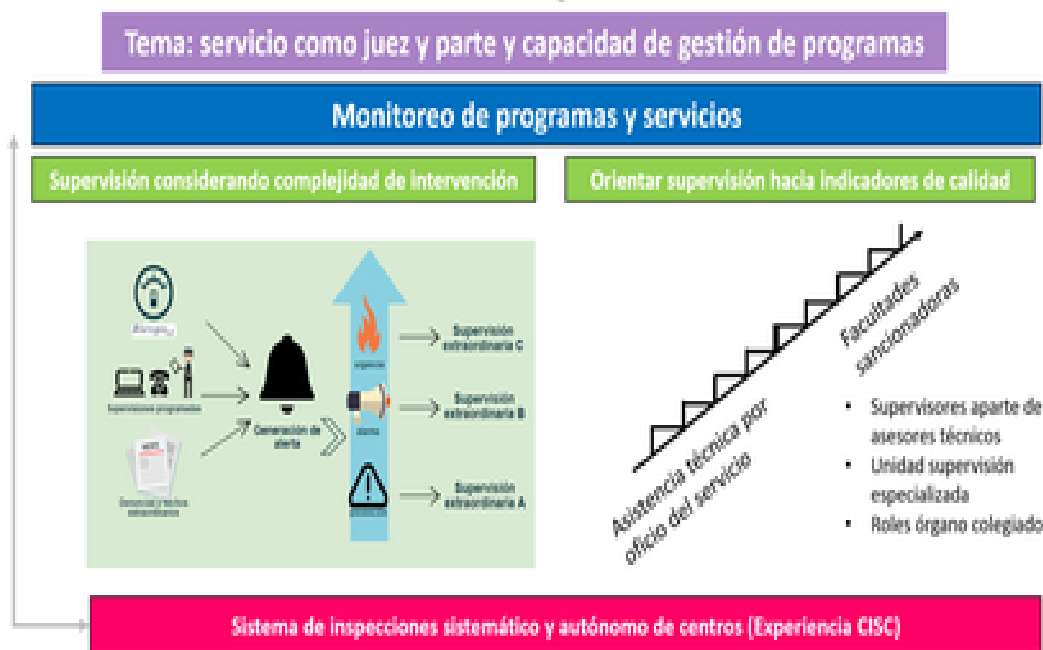 Tema: servicio como juez y parte y capacidad de gestión de programas
Monitoreo de programas y servicios
Supervisión considerando complejidad de intervención
Orientar supervisión hacia indicadores de calidad
Supervisiones programadas
Generación de
alerta
urgencia
alarma
Supervisión
extraordinaria C
Supervisión
extraordinaria B
Supervisión
extraordinaria A
Asistencia técnica por
oficio del servicio
Facultades
sancionadoras
• Supervisores aparte de
asesores técnicos
• Unidad supervisión
especializada
• Roles órgano colegiado
Sistema de inspecciones sistemático y autónomo de centros (Experiencia CISC)